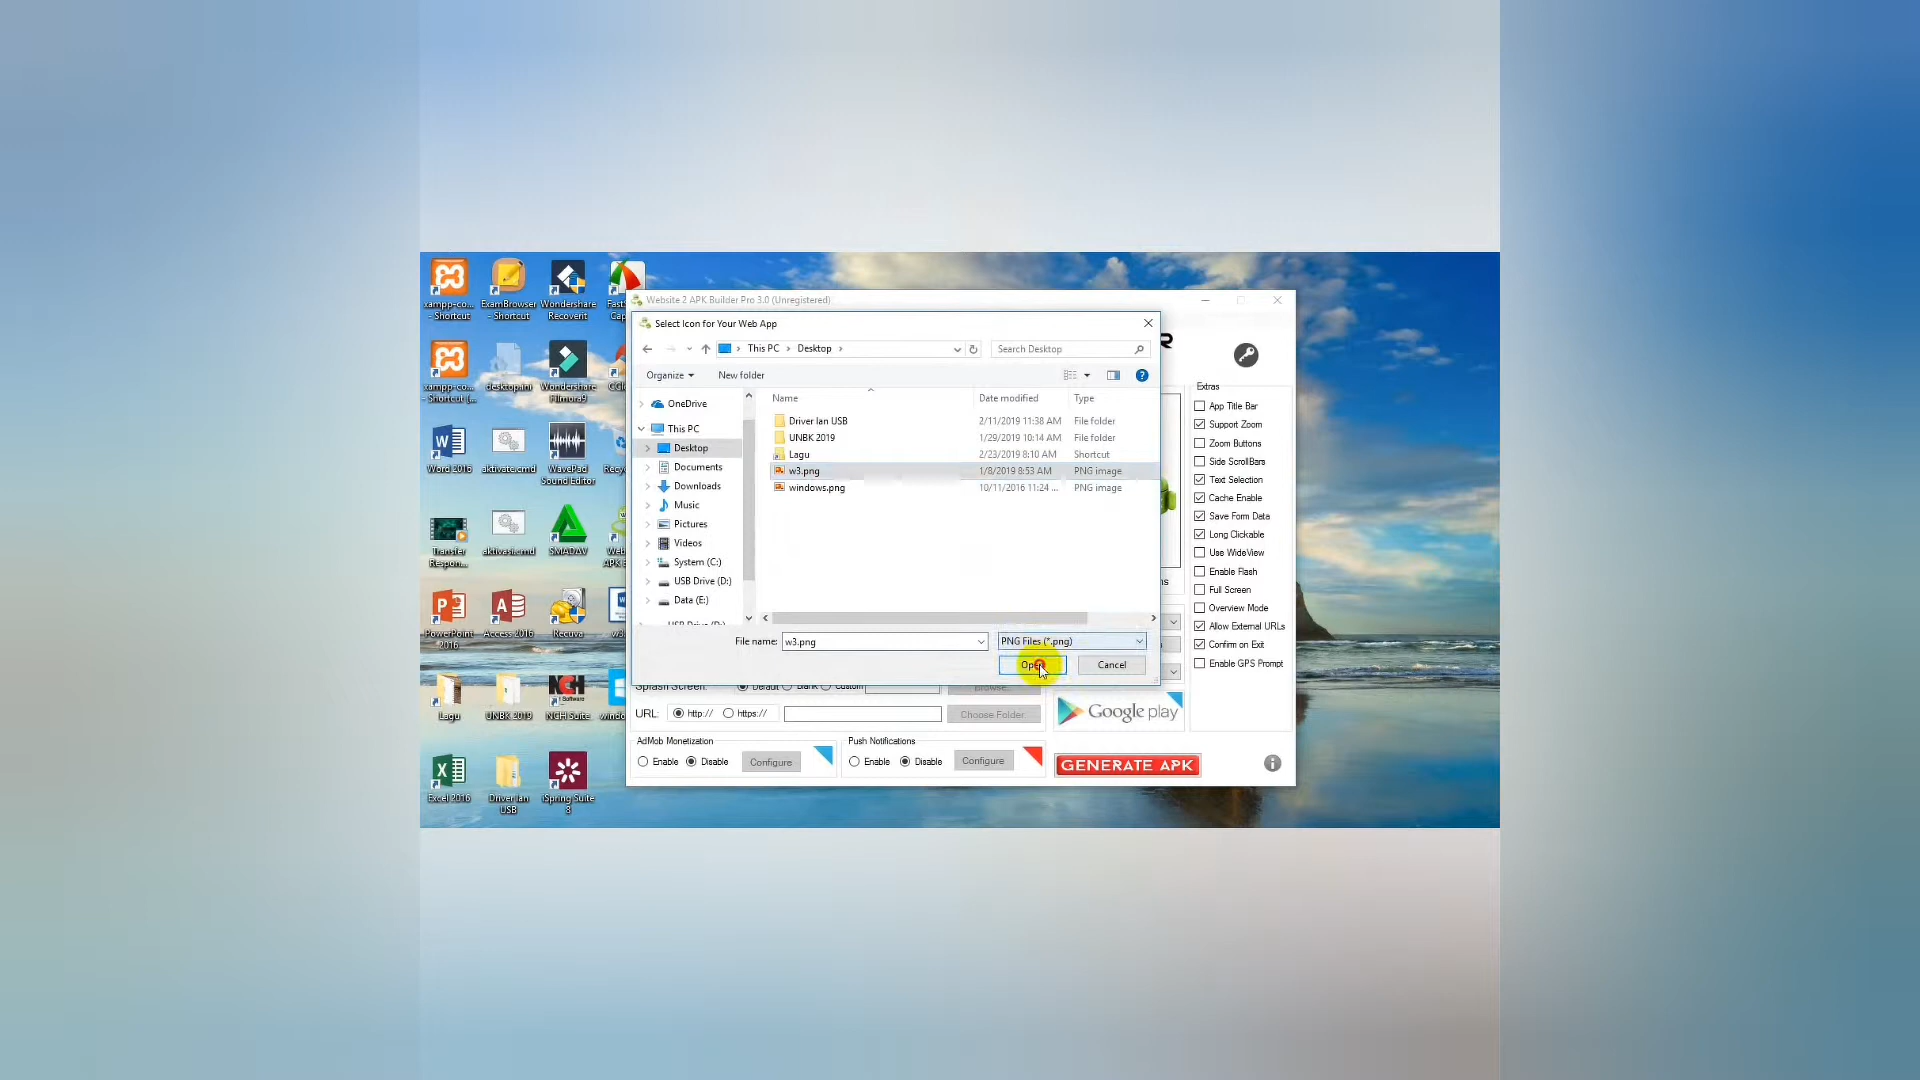 xampp-co... - Shortcut
ExamBrowser - Shortcut
Wondershare Recoverit
xampp-co... - Shortcut (...
desktop.ini
Wondershare Filmora9
Word 2016
aktivate.cmd
WavePad Sound Editor
Transfer Respon...
aktivasi.cmd
SMADAV
PowerPoint 2016
Access 2016
Recuva
Lagu
UNBK 2019
NCH Suite
Excel 2016
Driver Ian USB
iSpring Suite 8
Website 2 APK Builder Pro 3.0 (Unregistered)
Select Icon for Your Web App
This PC > Desktop >
Search Desktop
Organize
New folder
OneDrive
This PC
Desktop
Documents
Downloads
Music
Pictures
Videos
System (C:)
USB Drive (D:)
Data (E:)
Name Date modified Type
Driver Ian USB 2/11/2019 11:38 AM File folder
UNBK 2019 1/29/2019 10:14 AM File folder
Lagu 2/23/2019 8:10 AM Shortcut
w3.png 1/8/2019 8:53 AM PNG image
windows.png 10/11/2016 11:24 ... PNG image
File name: w3.png
PNG Files (*.png)
Cancel
Extras
App Title Bar
Support Zoom
Zoom Buttons
Side ScrollBars
Text Selection
Cache Enable
Save Form Data
Long Clickable
Use WideView
Enable Flash
Full Screen
Overview Mode
Allow External URLs
Confirm on Exit
Enable GPS Prompt
Splash Screen: Default Blank Custom
URL: http:// https://
Choose Folder
Google play
AdMob Monetization
Enable Disable Configure
Push Notifications
Enable Disable Configure
GENERATE APK